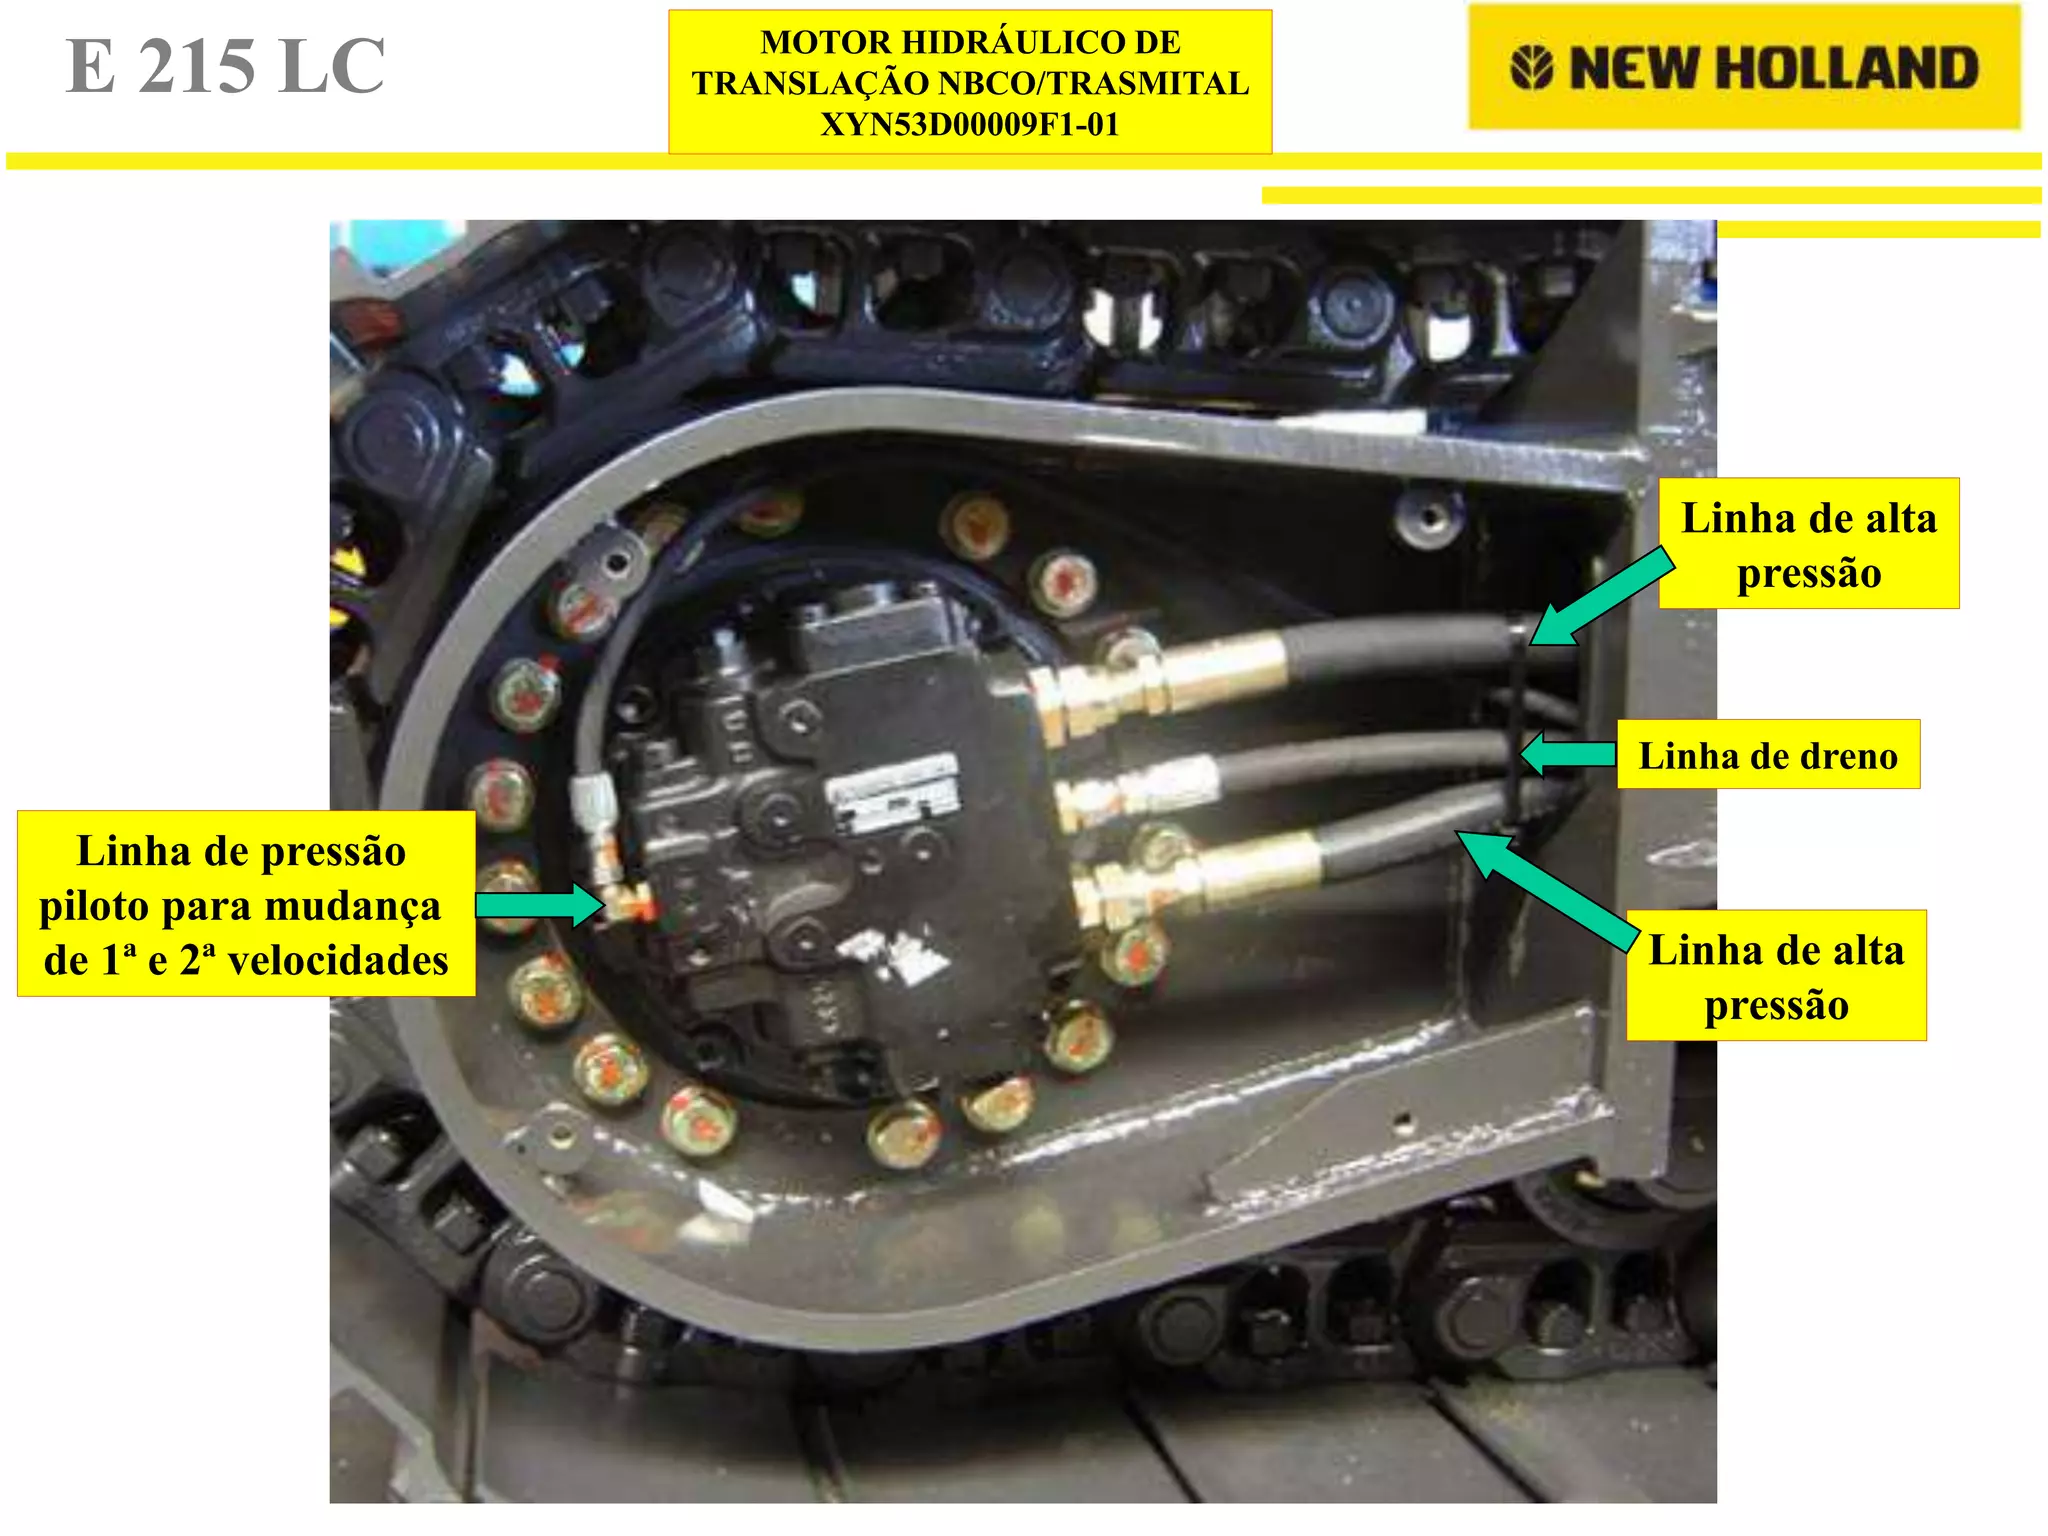 E 215 LC
MOTOR HIDRÁULICO DE
TRANSLAÇÃO NBCO/TRASMITAL
XYN53D00009F1-01
NEW HOLLAND
Linha de alta
pressão
Linha de dreno
Linha de pressão
piloto para mudança
de 1ª e 2ª velocidades
Linha de alta
pressão